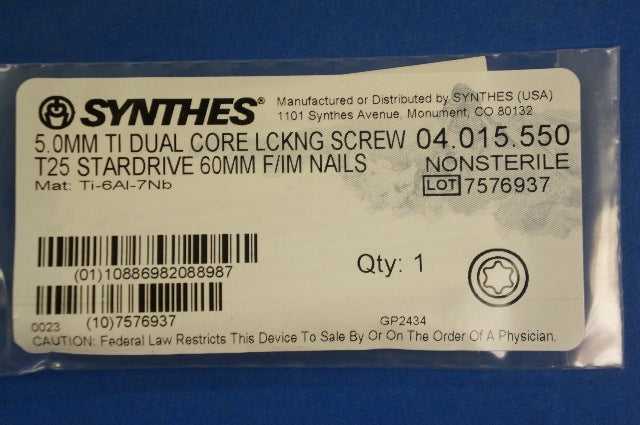 SYNTHES®
Manufactured or Distributed by SYNTHES (USA)
1101 Synthes Avenue, Monument, CO 80132
5.0MM TI DUAL CORE LCKNG SCREW 04.015.550
T25 STARDRIVE 60MM F/IM NAILS NONSTERILE
Mat: Ti-6Al-7Nb LOT 7576937
(01)10886982088987
Qty: 1
(10)7576937
0023 GP2434
CAUTION: Federal Law Restricts This Device To Sale By Or On The Order Of A Physician.